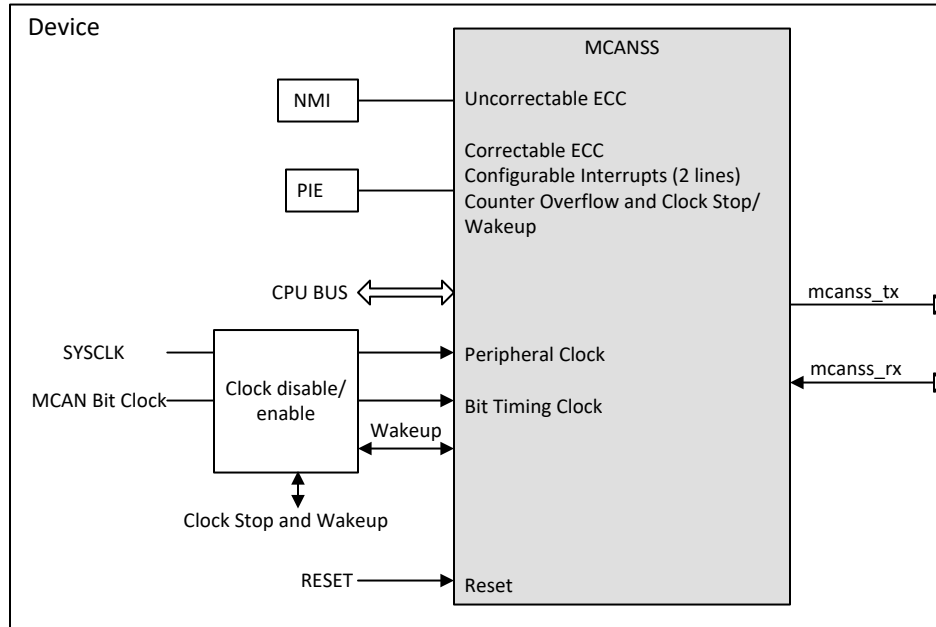 Device
MCANSS
NMI
Uncorrectable ECC
Correctable ECC
PIE
Configurable Interrupts (2 lines)
Counter Overflow and Clock Stop/
Wakeup
CPU BUS
mcanss_tx
SYSCLK
Peripheral Clock
mcanss_rx
Clock disable/
enable
MCAN Bit Clock
Bit Timing Clock
Wakeup
Clock Stop and Wakeup
RESET
Reset